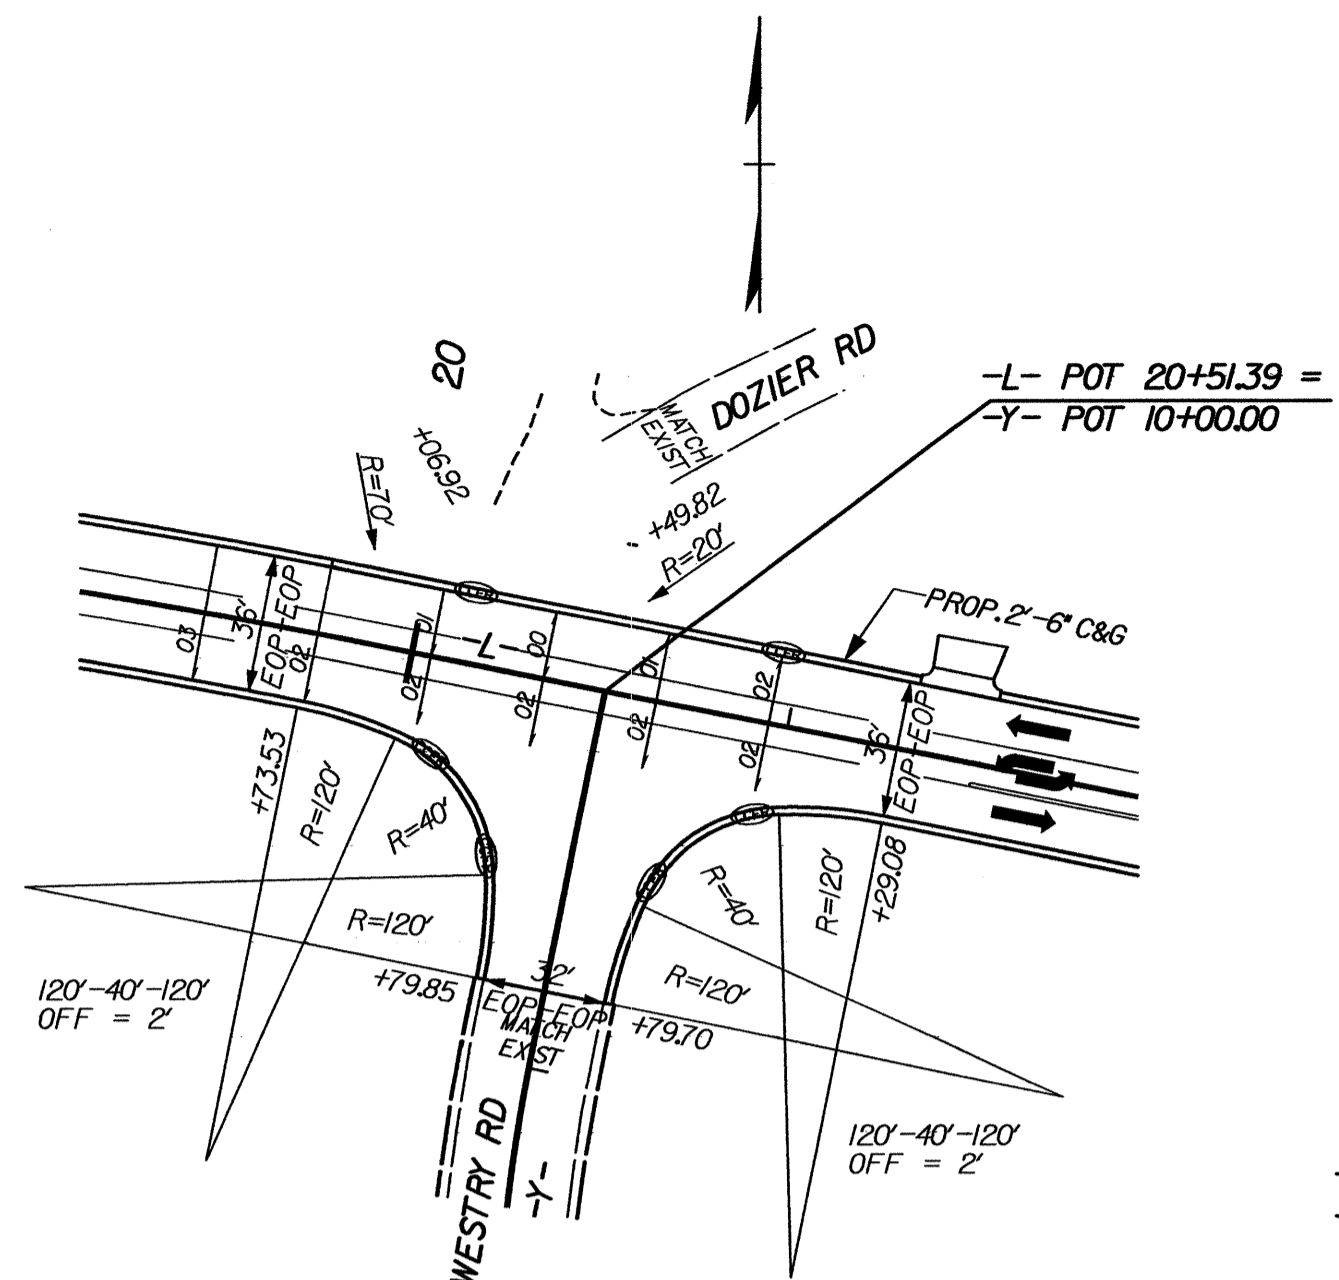 20
DOZIER RD
MATCH
EXIST
-L- POT 20+51.39 =
-Y- POT 10+00.00
+06.92
R=70'
+49.82
R=20'
PROP. 2'-6" C&G
-L-
03
36'
EOP-EOP
02
01
02
00
02
01
02
02
02
36'
EOP-EOP
+73.53
R=120'
R=40'
R=120'
+79.85
120'-40'-120'
OFF = 2'
32'
EOP-EOP
MATCH
EXIST
+79.70
R=40'
R=120'
+29.08
R=120'
120'-40'-120'
OFF = 2'
WESTRY RD
-Y-